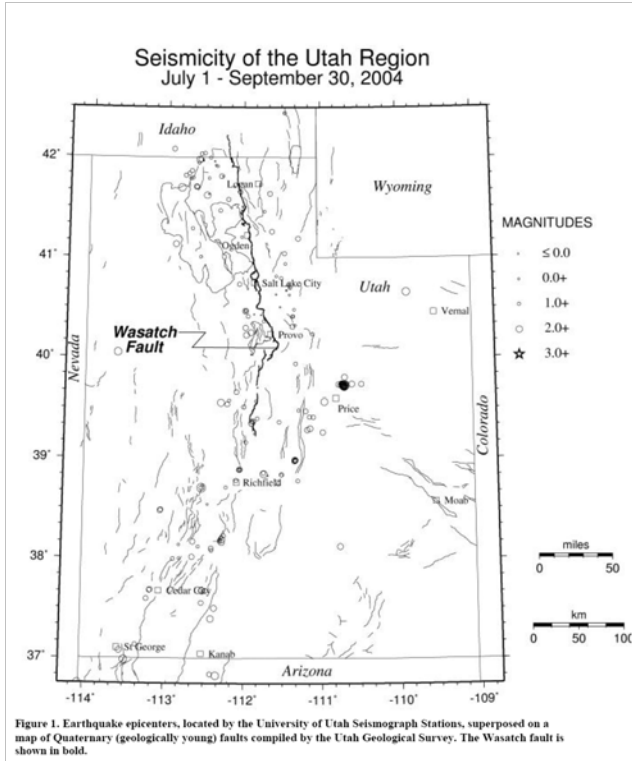 Seismicity of the Utah Region
July 1 - September 30, 2004
Idaho
42˚
Logan
Wyoming
MAGNITUDES
≤ 0.0
0.0+
1.0+
2.0+
3.0+
41˚
Ogden
Salt Lake City
Utah
Vernal
Wasatch
Fault
Provo
40˚
Nevada
Price
Colorado
39˚
Richfield
Moab
miles
0 50
38˚
Cedar City
km
0 50 100
37˚
St George
Kanab
Arizona
-114˚ -113˚ -112˚ -111˚ -110˚ -109˚
Figure 1. Earthquake epicenters, located by the University of Utah Seismograph Stations, superposed on a
map of Quaternary (geologically young) faults compiled by the Utah Geological Survey. The Wasatch fault is
shown in bold.